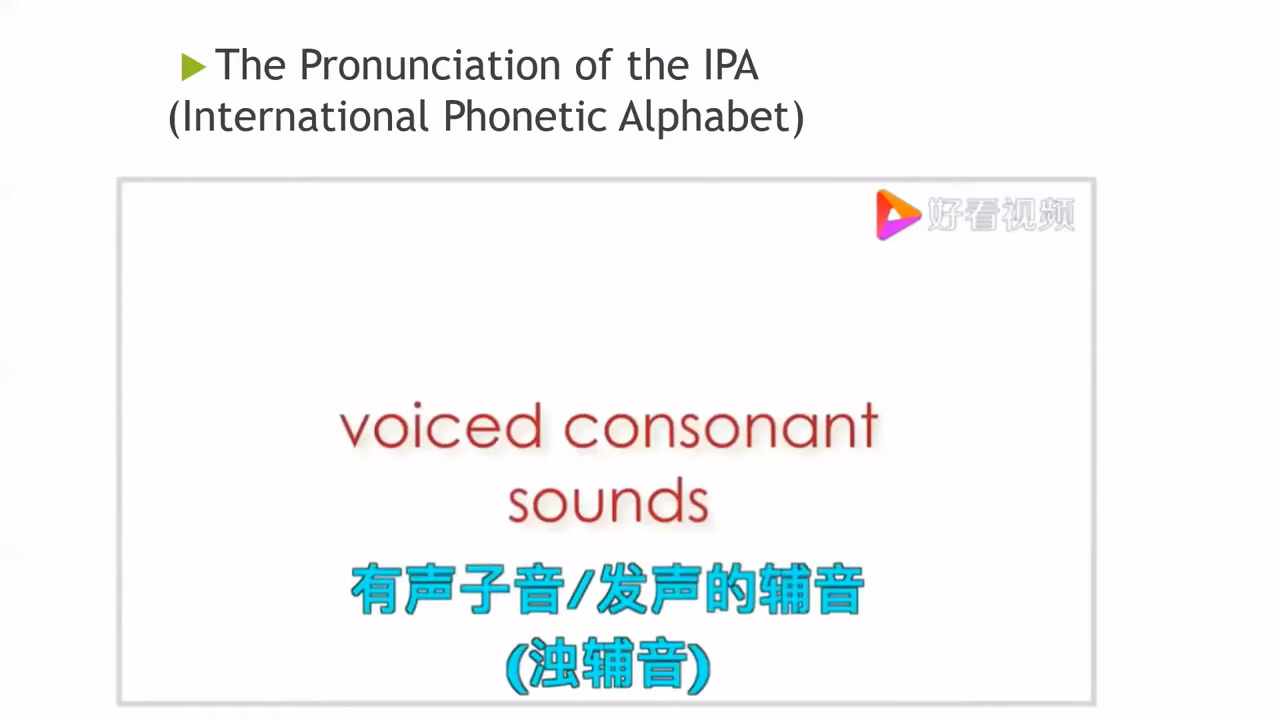 The Pronunciation of the IPA
(International Phonetic Alphabet)
好看视频
voiced consonant
sounds
有声子音/发声的辅音
(浊辅音)